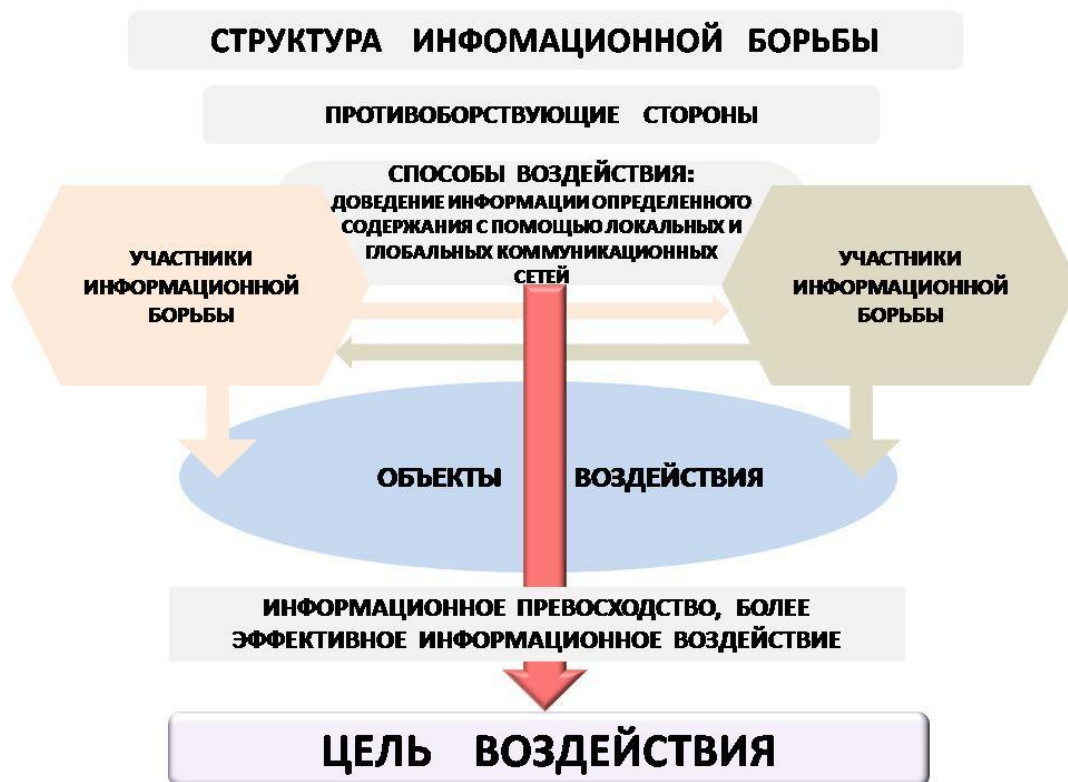 СТРУКТУРА ИНФОМАЦИОННОЙ БОРЬБЫ
ПРОТИВОБОРСТВУЮЩИЕ СТОРОНЫ
СПОСОБЫ ВОЗДЕЙСТВИЯ:
ДОВЕДЕНИЕ ИНФОРМАЦИИ ОПРЕДЕЛЕННОГО
СОДЕРЖАНИЯ С ПОМОЩЬЮ ЛОКАЛЬНЫХ И
ГЛОБАЛЬНЫХ КОММУНИКАЦИОННЫХ
СЕТЕЙ
УЧАСТНИКИ
ИНФОРМАЦИОННОЙ
БОРЬБЫ
УЧАСТНИКИ
ИНФОРМАЦИОННОЙ
БОРЬБЫ
ОБЪЕКТЫ ВОЗДЕЙСТВИЯ
ИНФОРМАЦИОННОЕ ПРЕВОСХОДСТВО, БОЛЕЕ
ЭФФЕКТИВНОЕ ИНФОРМАЦИОННОЕ ВОЗДЕЙСТВИЕ
ЦЕЛЬ ВОЗДЕЙСТВИЯ